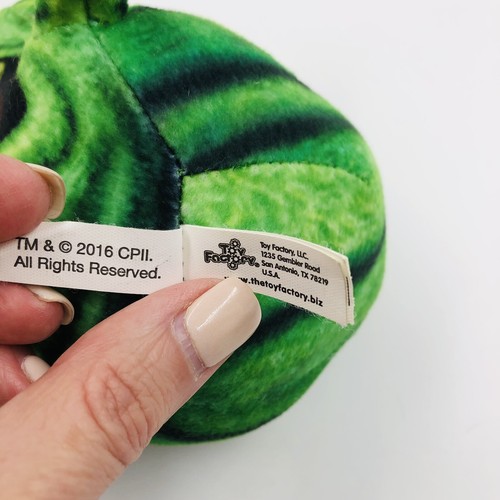 TM & © 2016 CPII.
All Rights Reserved.
Toy
Factory
Toy Factory, LLC.
1235 Gembler Road
San Antonio, TX 78219
U.S.A.
www.thetoyfactory.biz